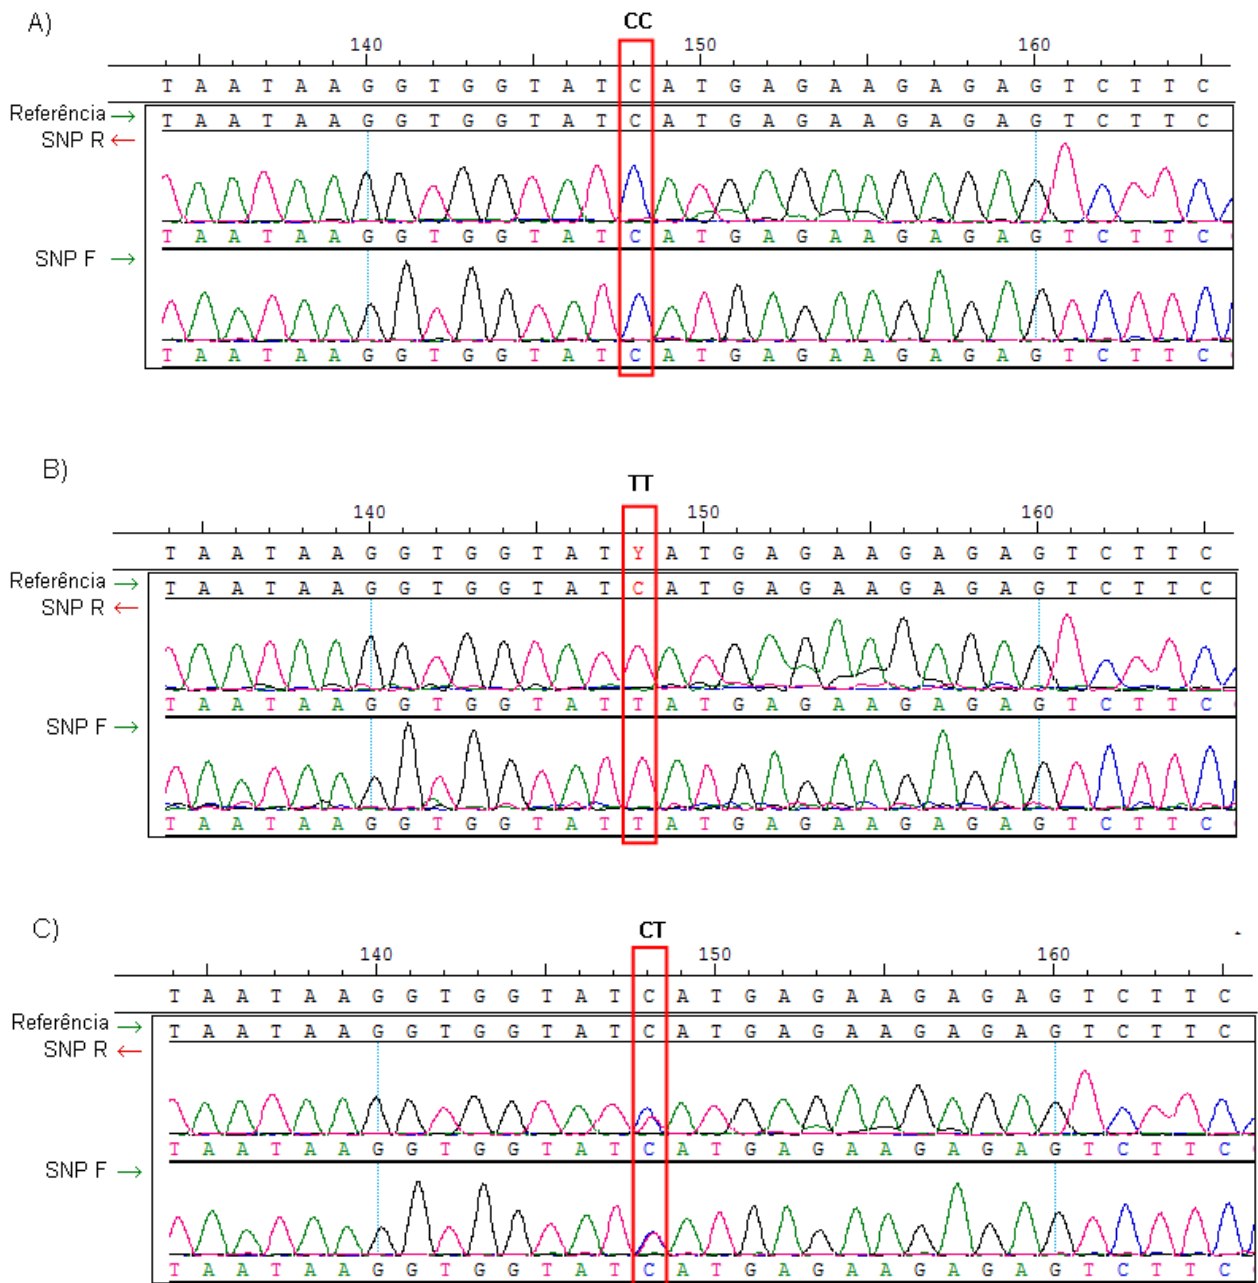 A)
CC
140 150 160
T A A T A A G G T G G T A T C A T G A G A A G A G A G T C T T C
Referência → T A A T A A G G T G G T A T C A T G A G A A G A G A G T C T T C
SNP R ←
T A A T A A G G T G G T A T C A T G A G A A G A G A G T C T T C
SNP F →
T A A T A A G G T G G T A T C A T G A G A A G A G A G T C T T C
B)
TT
140 150 160
T A A T A A G G T G G T A T Y A T G A G A A G A G A G T C T T C
Referência → T A A T A A G G T G G T A T C A T G A G A A G A G A G T C T T C
SNP R ←
T A A T A A G G T G G T A T T A T G A G A A G A G A G T C T T C
SNP F →
T A A T A A G G T G G T A T T A T G A G A A G A G A G T C T T C
C)
CT
140 150 160
T A A T A A G G T G G T A T C A T G A G A A G A G A G T C T T C
Referência → T A A T A A G G T G G T A T C A T G A G A A G A G A G T C T T C
SNP R ←
T A A T A A G G T G G T A T C A T G A G A A G A G A G T C T T C
SNP F →
T A A T A A G G T G G T A T C A T G A G A A G A G A G T C T T C